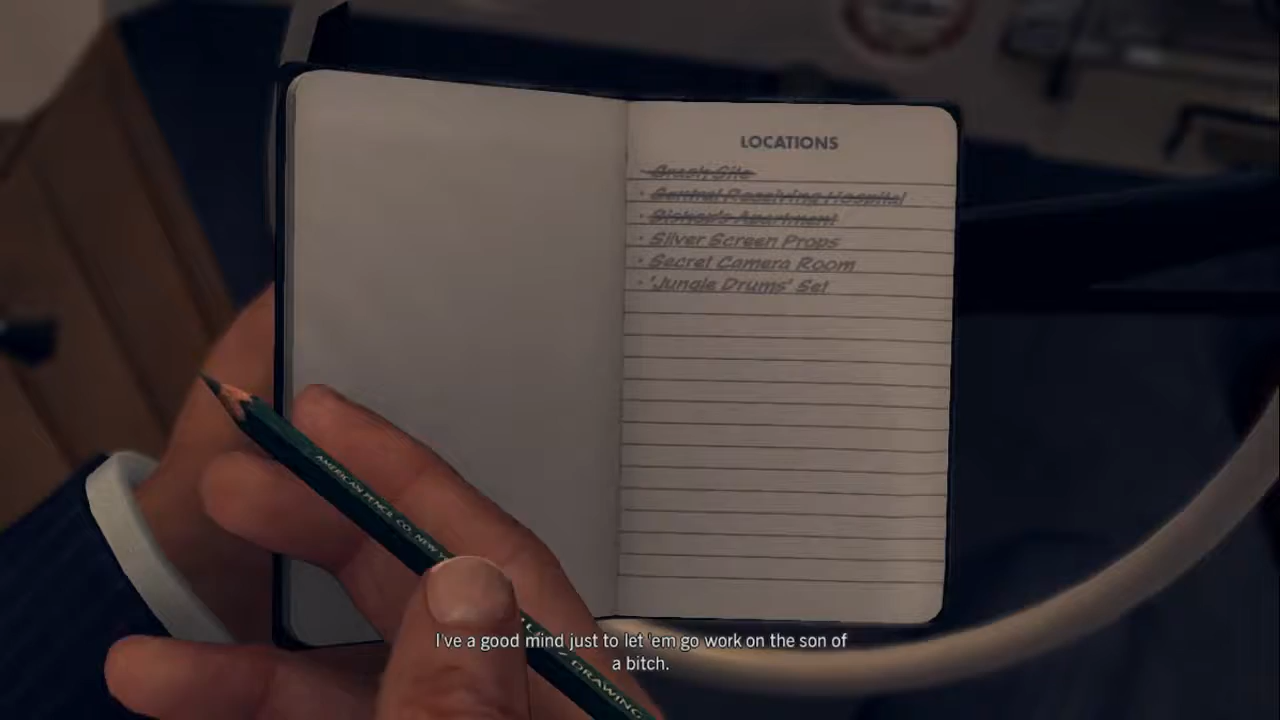 LOCATIONS
· Crash Site
· Central Receiving Hospital
· Bishop's Apartment
· Silver Screen Props
· Secret Camera Room
· 'Jungle Drums' Set
AMERICAN PENCIL CO. NEW
DRAWING
I've a good mind just to let 'em go work on the son of
a bitch.